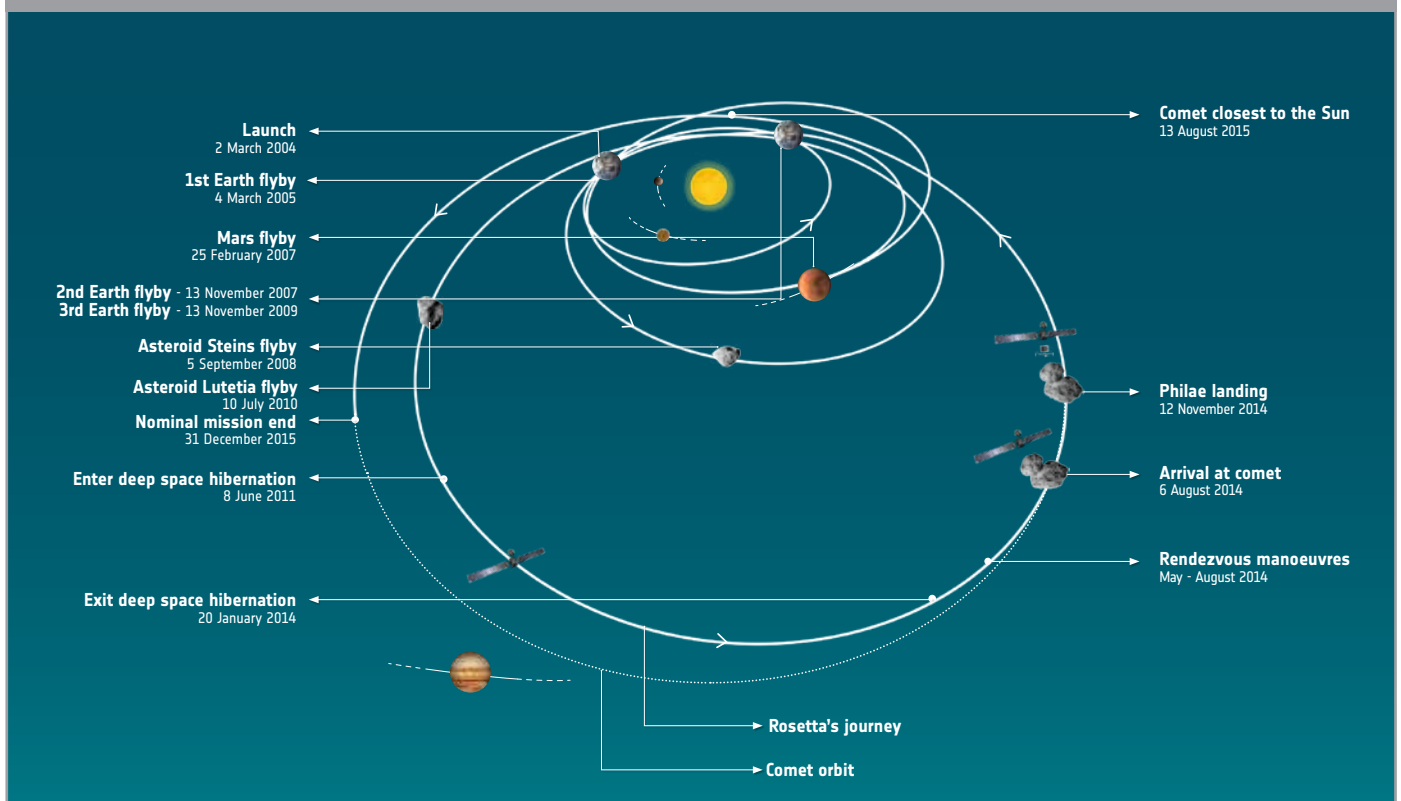 Launch
2 March 2004
1st Earth flyby
4 March 2005
Mars flyby
25 February 2007
2nd Earth flyby - 13 November 2007
3rd Earth flyby - 13 November 2009
Asteroid Steins flyby
5 September 2008
Asteroid Lutetia flyby
10 July 2010
Nominal mission end
31 December 2015
Enter deep space hibernation
8 June 2011
Exit deep space hibernation
20 January 2014
Comet closest to the Sun
13 August 2015
Philae landing
12 November 2014
Arrival at comet
6 August 2014
Rendezvous manoeuvres
May - August 2014
Rosetta's journey
Comet orbit